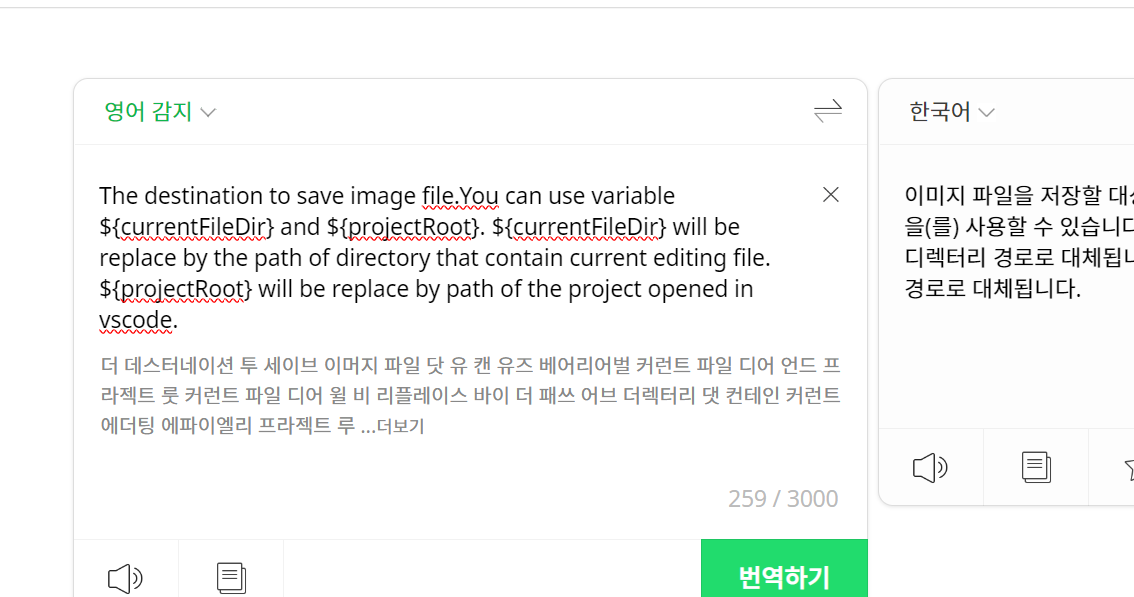 영어 감지
The destination to save image file.You can use variable
${currentFileDir} and ${projectRoot}. ${currentFileDir} will be
replace by the path of directory that contain current editing file.
${projectRoot} will be replace by path of the project opened in
vscode.
더 데스터네이션 투 세이브 이머지 파일 닷 유 캔 유즈 베어리어벌 커런트 파일 디어 언드 프
라젝트 룻 커런트 파일 디어 윌 비 리플레이스 바이 더 패쓰 어브 더렉터리 댓 컨테인 커런트
에더팅 에파이엘리 프라젝트 루 ...더보기
259 / 3000
번역하기
한국어
이미지 파일을 저장할
을(를) 사용할 수 있습니다
디렉터리 경로로 대체됩니
경로로 대체됩니다.